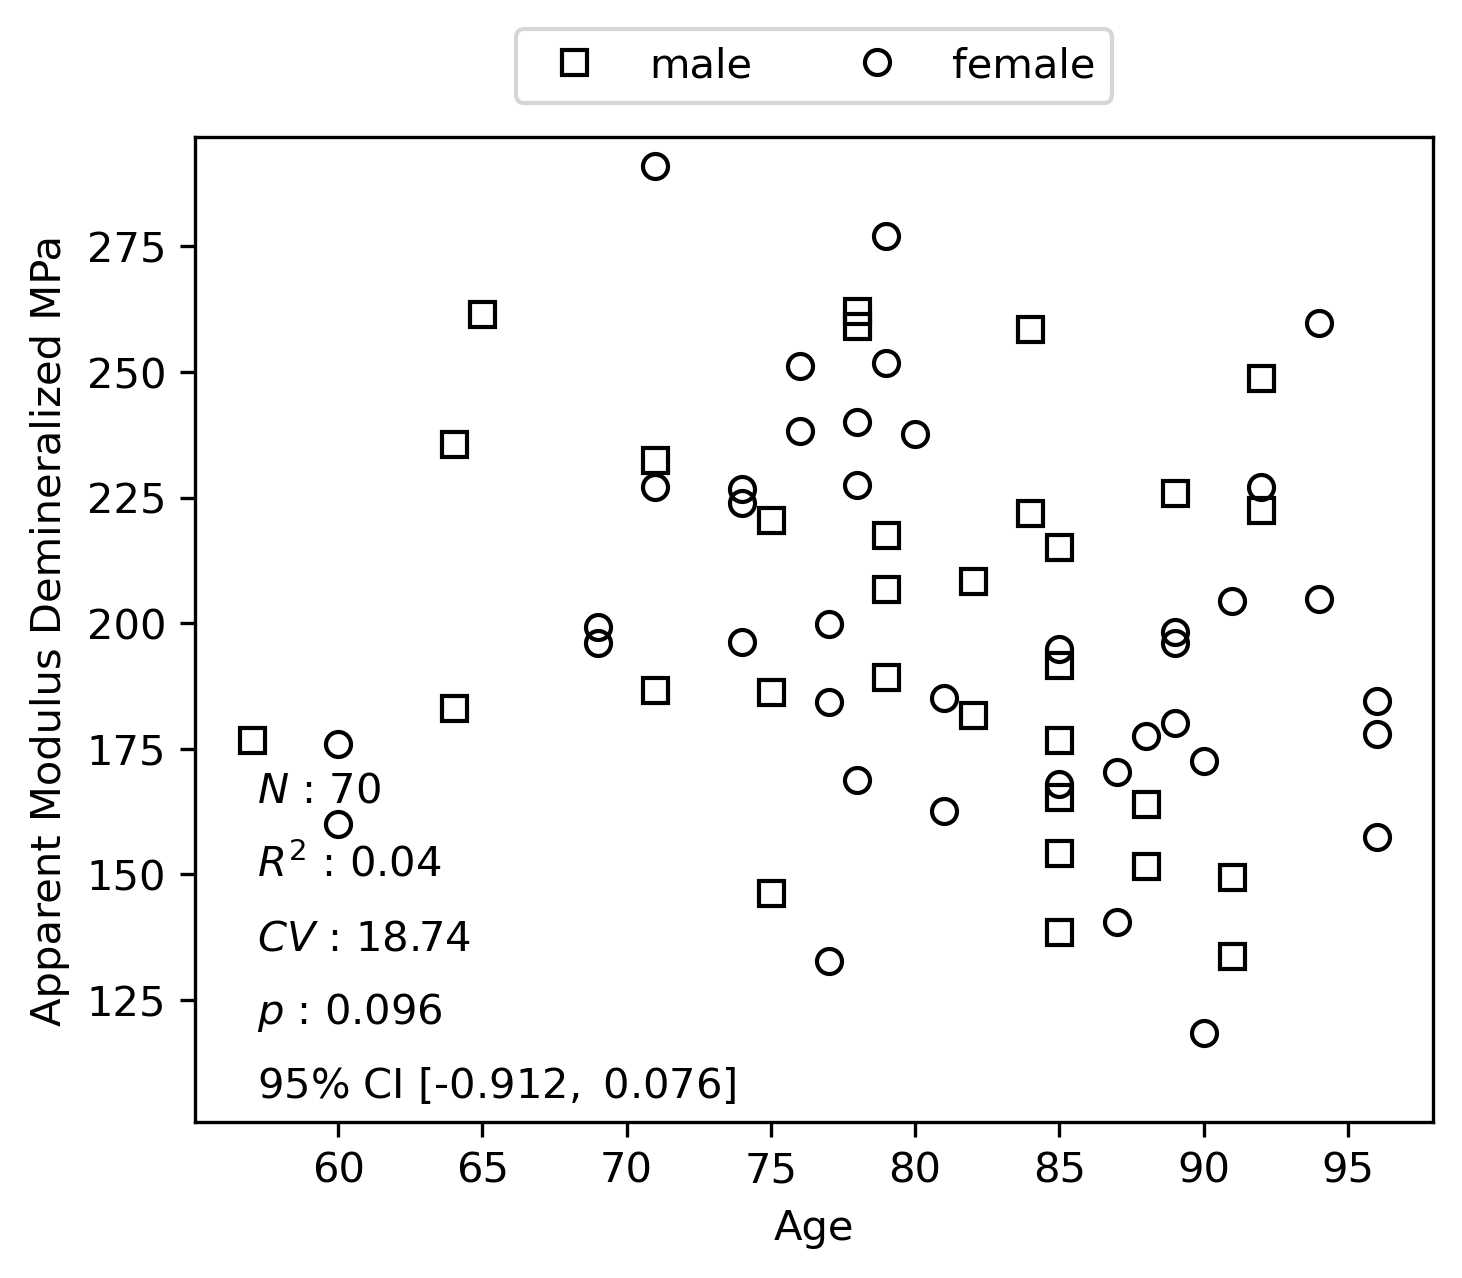 male female
Apparent Modulus Demineralized MPa
275
250
225
200
175
150
125
N : 70
R² : 0.04
CV : 18.74
p : 0.096
95% CI [-0.912, 0.076]
60 65 70 75 80 85 90 95
Age